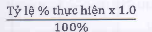 Tỷ lệ % thực hiện x 1.0
100%